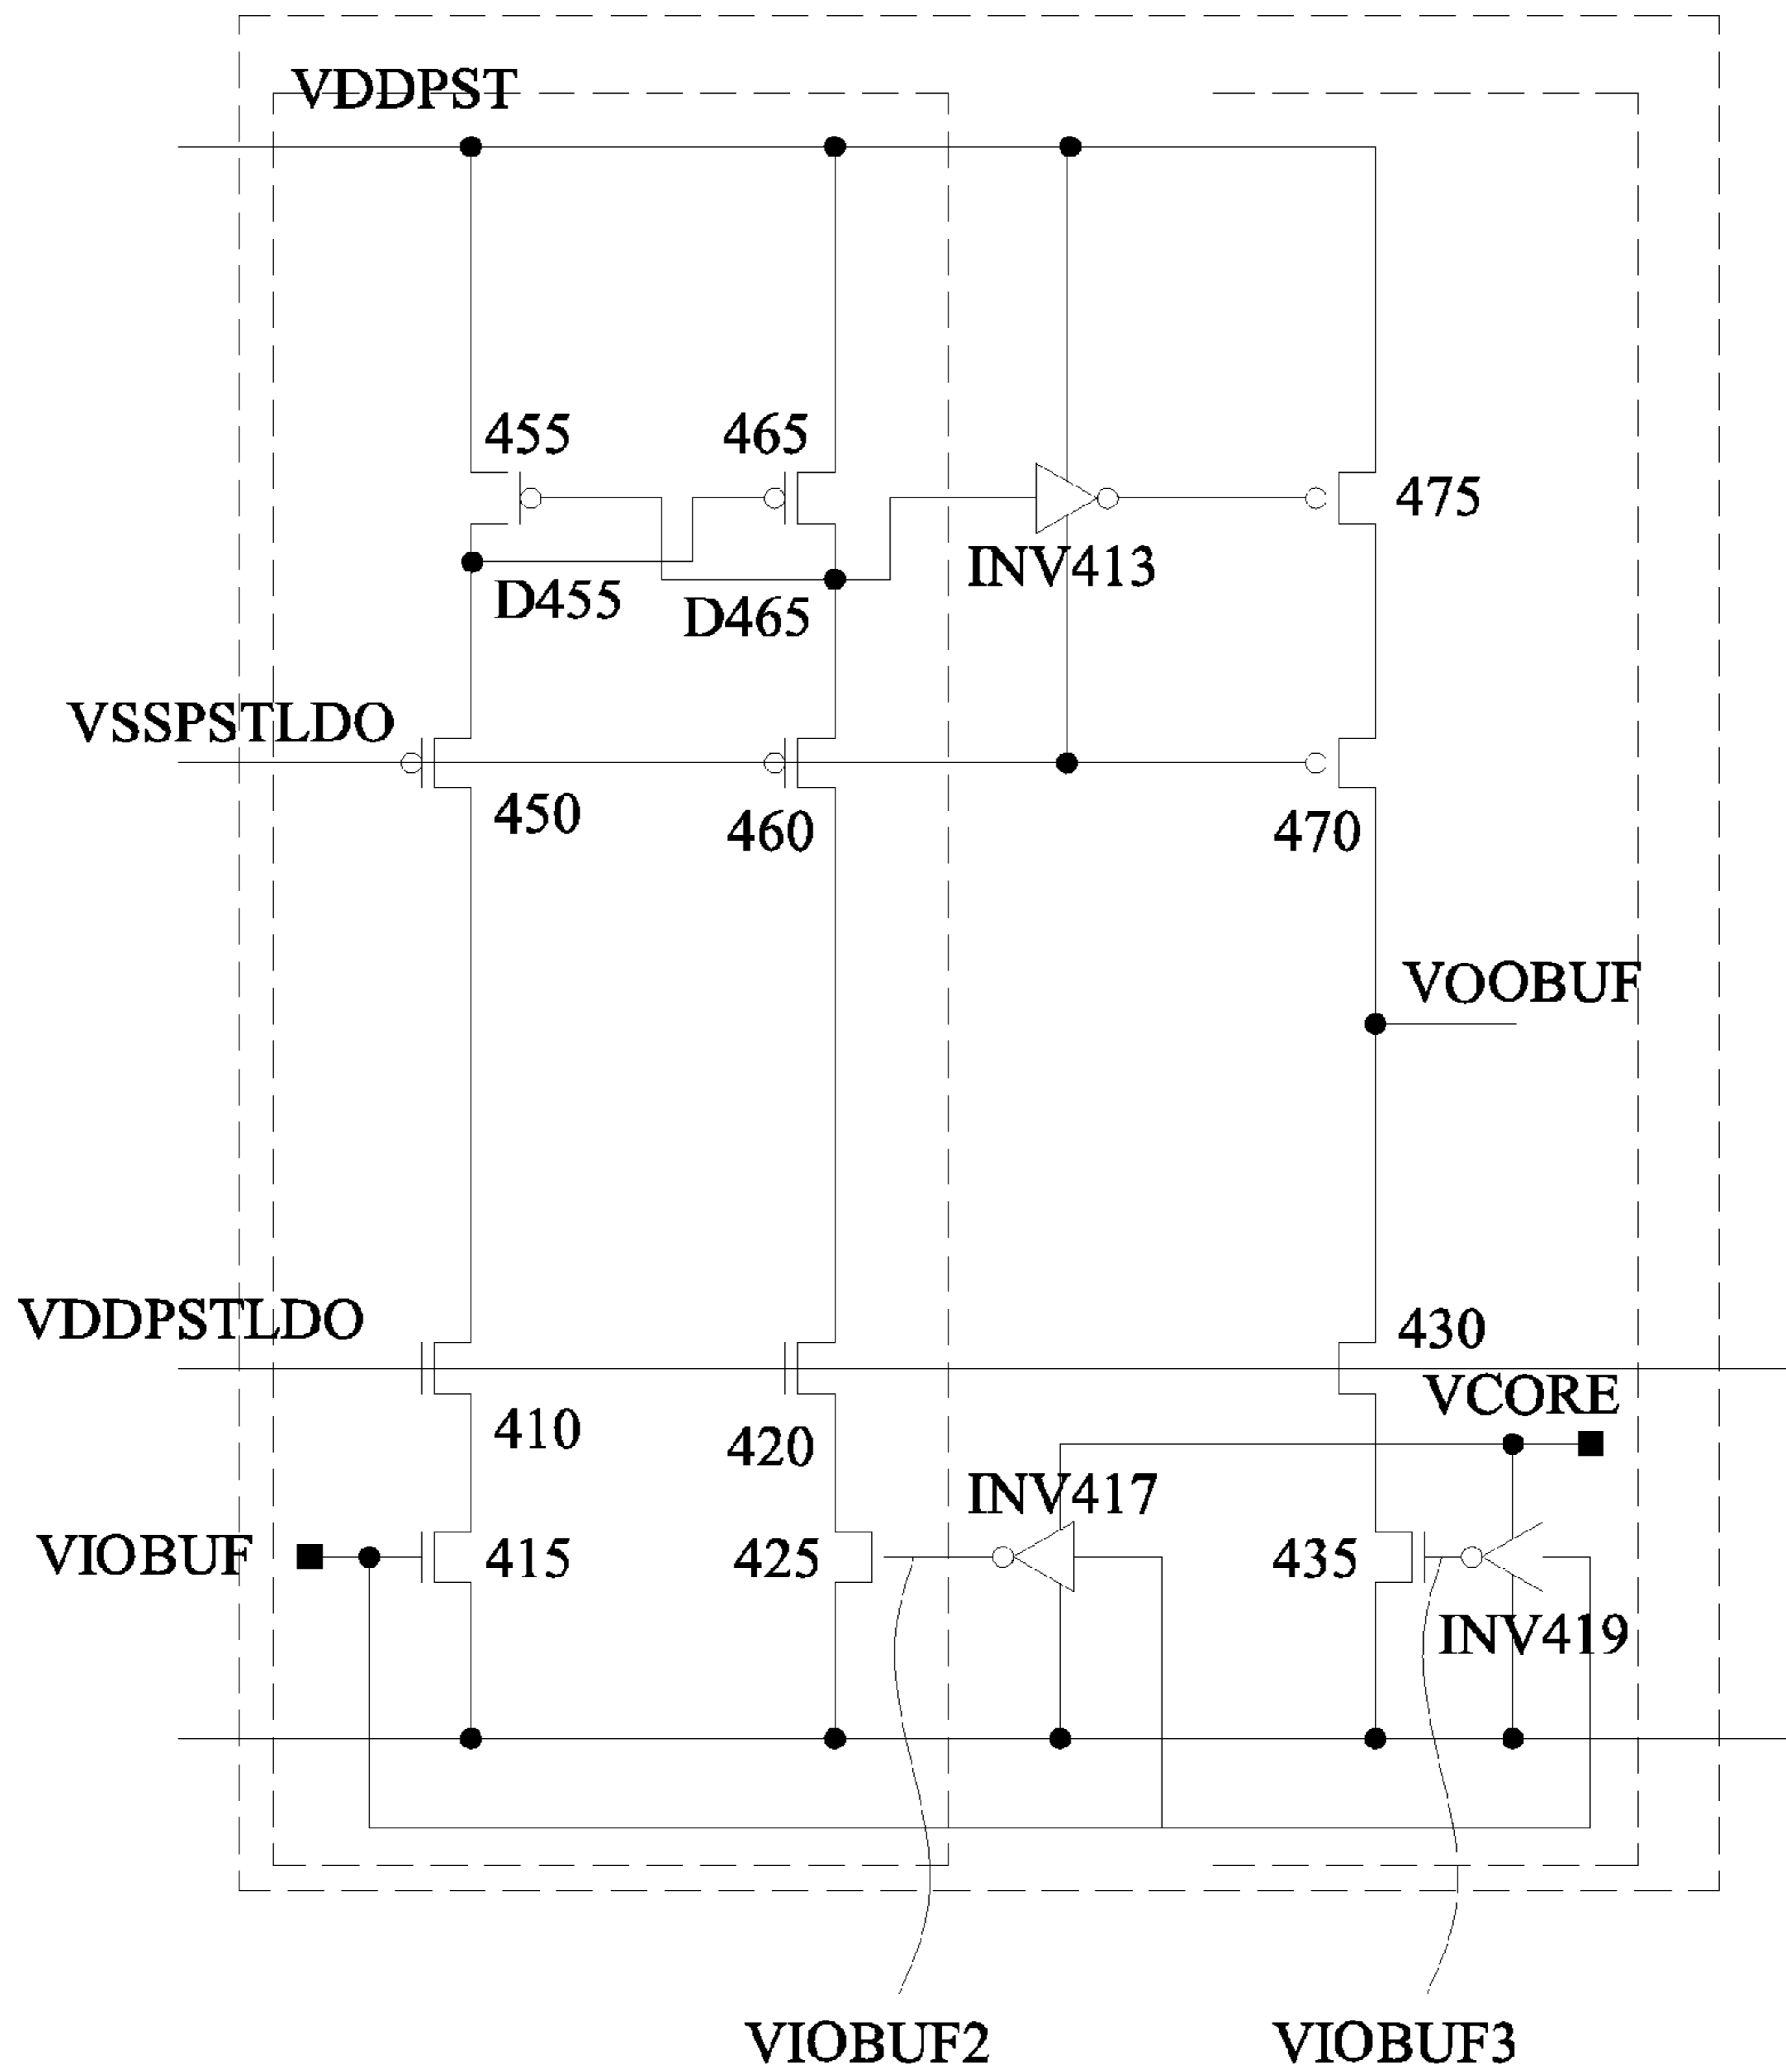 VDDPST
455
465
475
INV413
D455
D465
VSSPSTLDO
450
460
470
VOOBUF
VDDPSTLDO
430
VCORE
410
420
INV417
VIOBUF
415
425
435
INV419
VIOBUF2
VIOBUF3